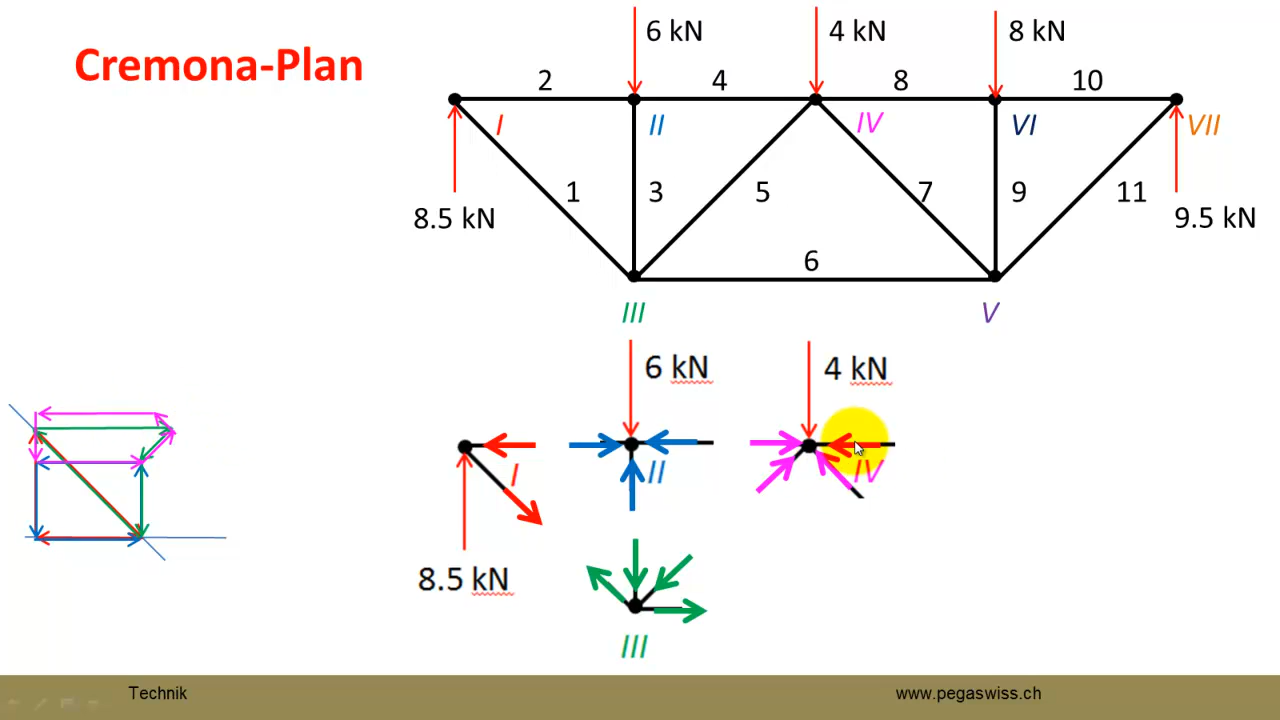 Cremona-Plan
6 kN
4 kN
8 kN
2
4
8
10
I
II
IV
VI
VII
1
3
5
7
9
11
8.5 kN
9.5 kN
6
III
V
6 kN
4 kN
I
II
IV
8.5 kN
III
Technik
www.pegaswiss.ch